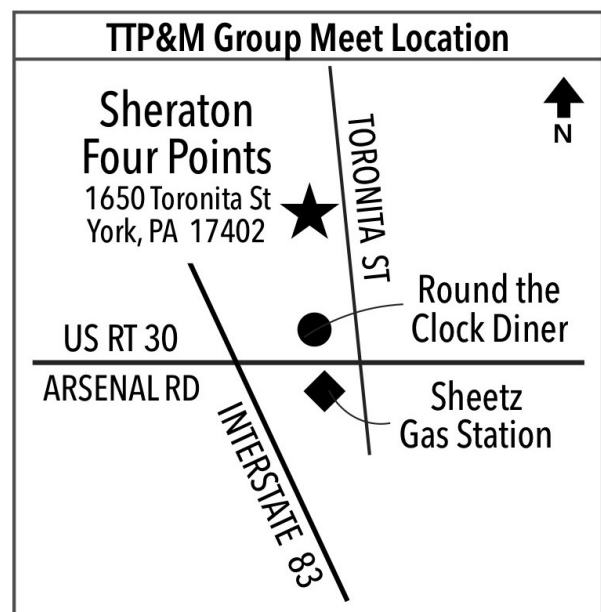 TTP&M Group Meet Location
Sheraton
Four Points
1650 Toronita St
York, PA 17402
N
TORONITA ST
Round the
Clock Diner
US RT 30
ARSENAL RD
Sheetz
Gas Station
INTERSTATE 83